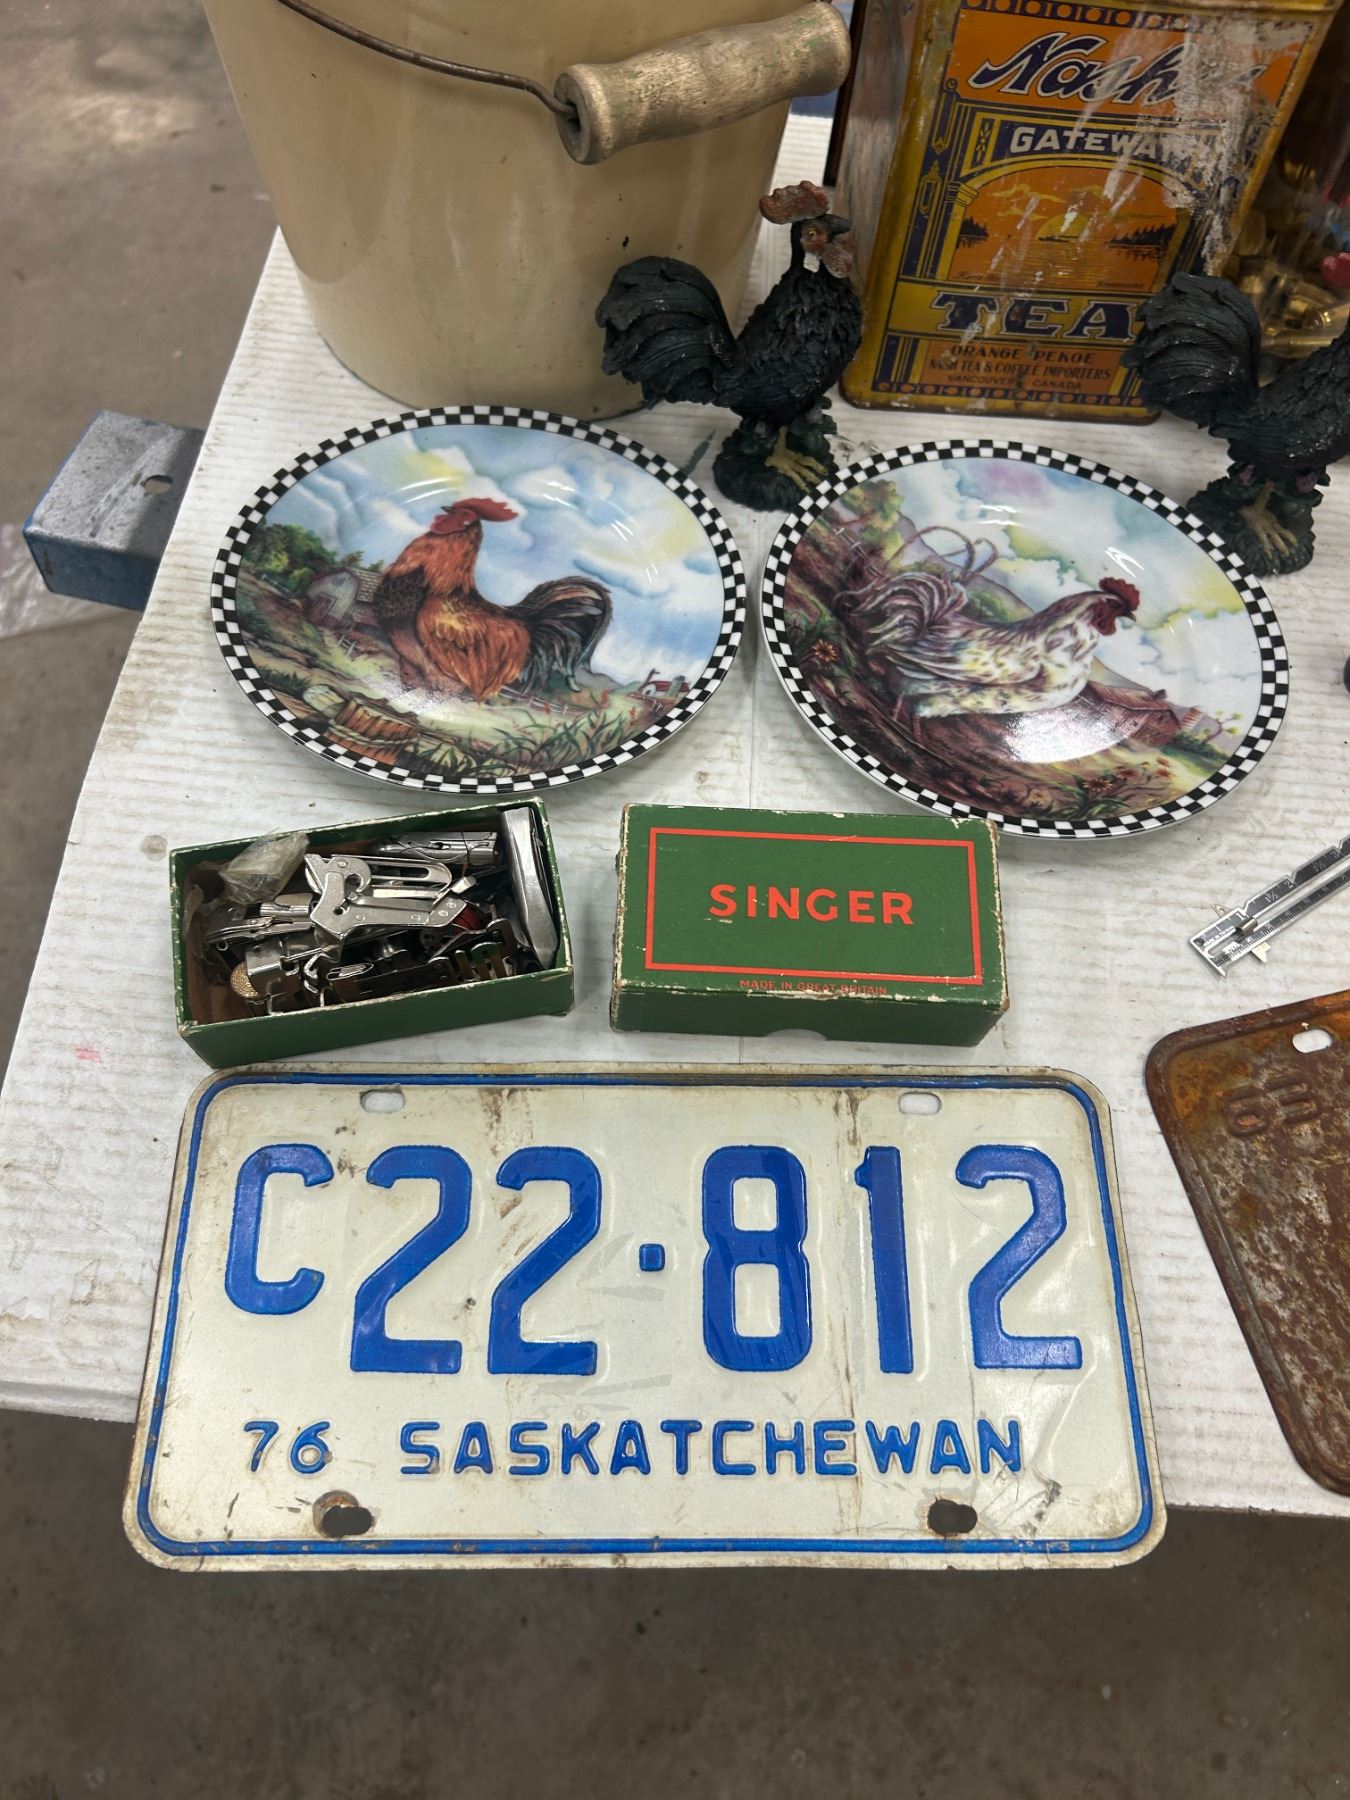 Nash
GATEWAY
TEA
ORANGE PEKOE
NASH TEA & COFFEE IMPORTERS
VANCOUVER CANADA
SINGER
MADE IN GREAT BRITAIN
C22·812
76 SASKATCHEWAN